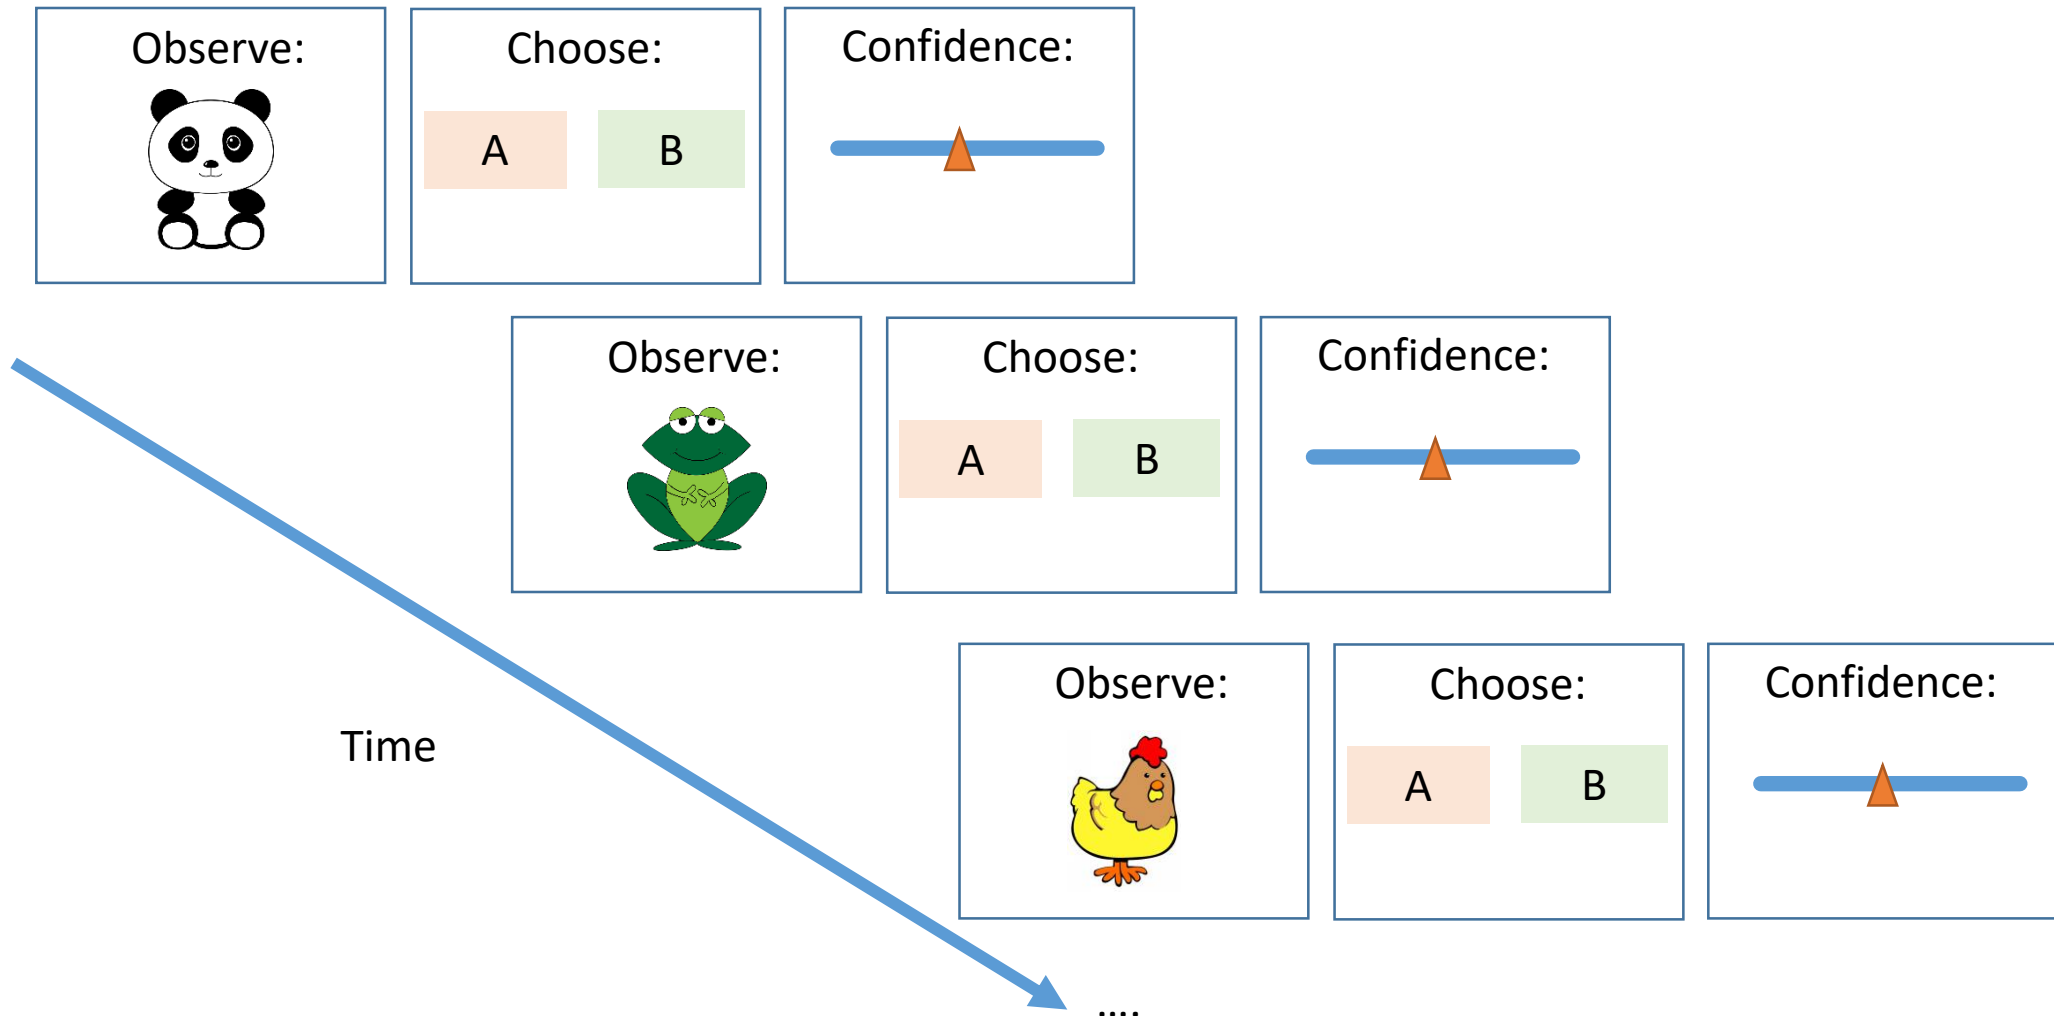 Observe:
Choose:
Confidence:
A
B
Observe:
Choose:
Confidence:
A
B
Observe:
Choose:
Confidence:
Time
A
B
....